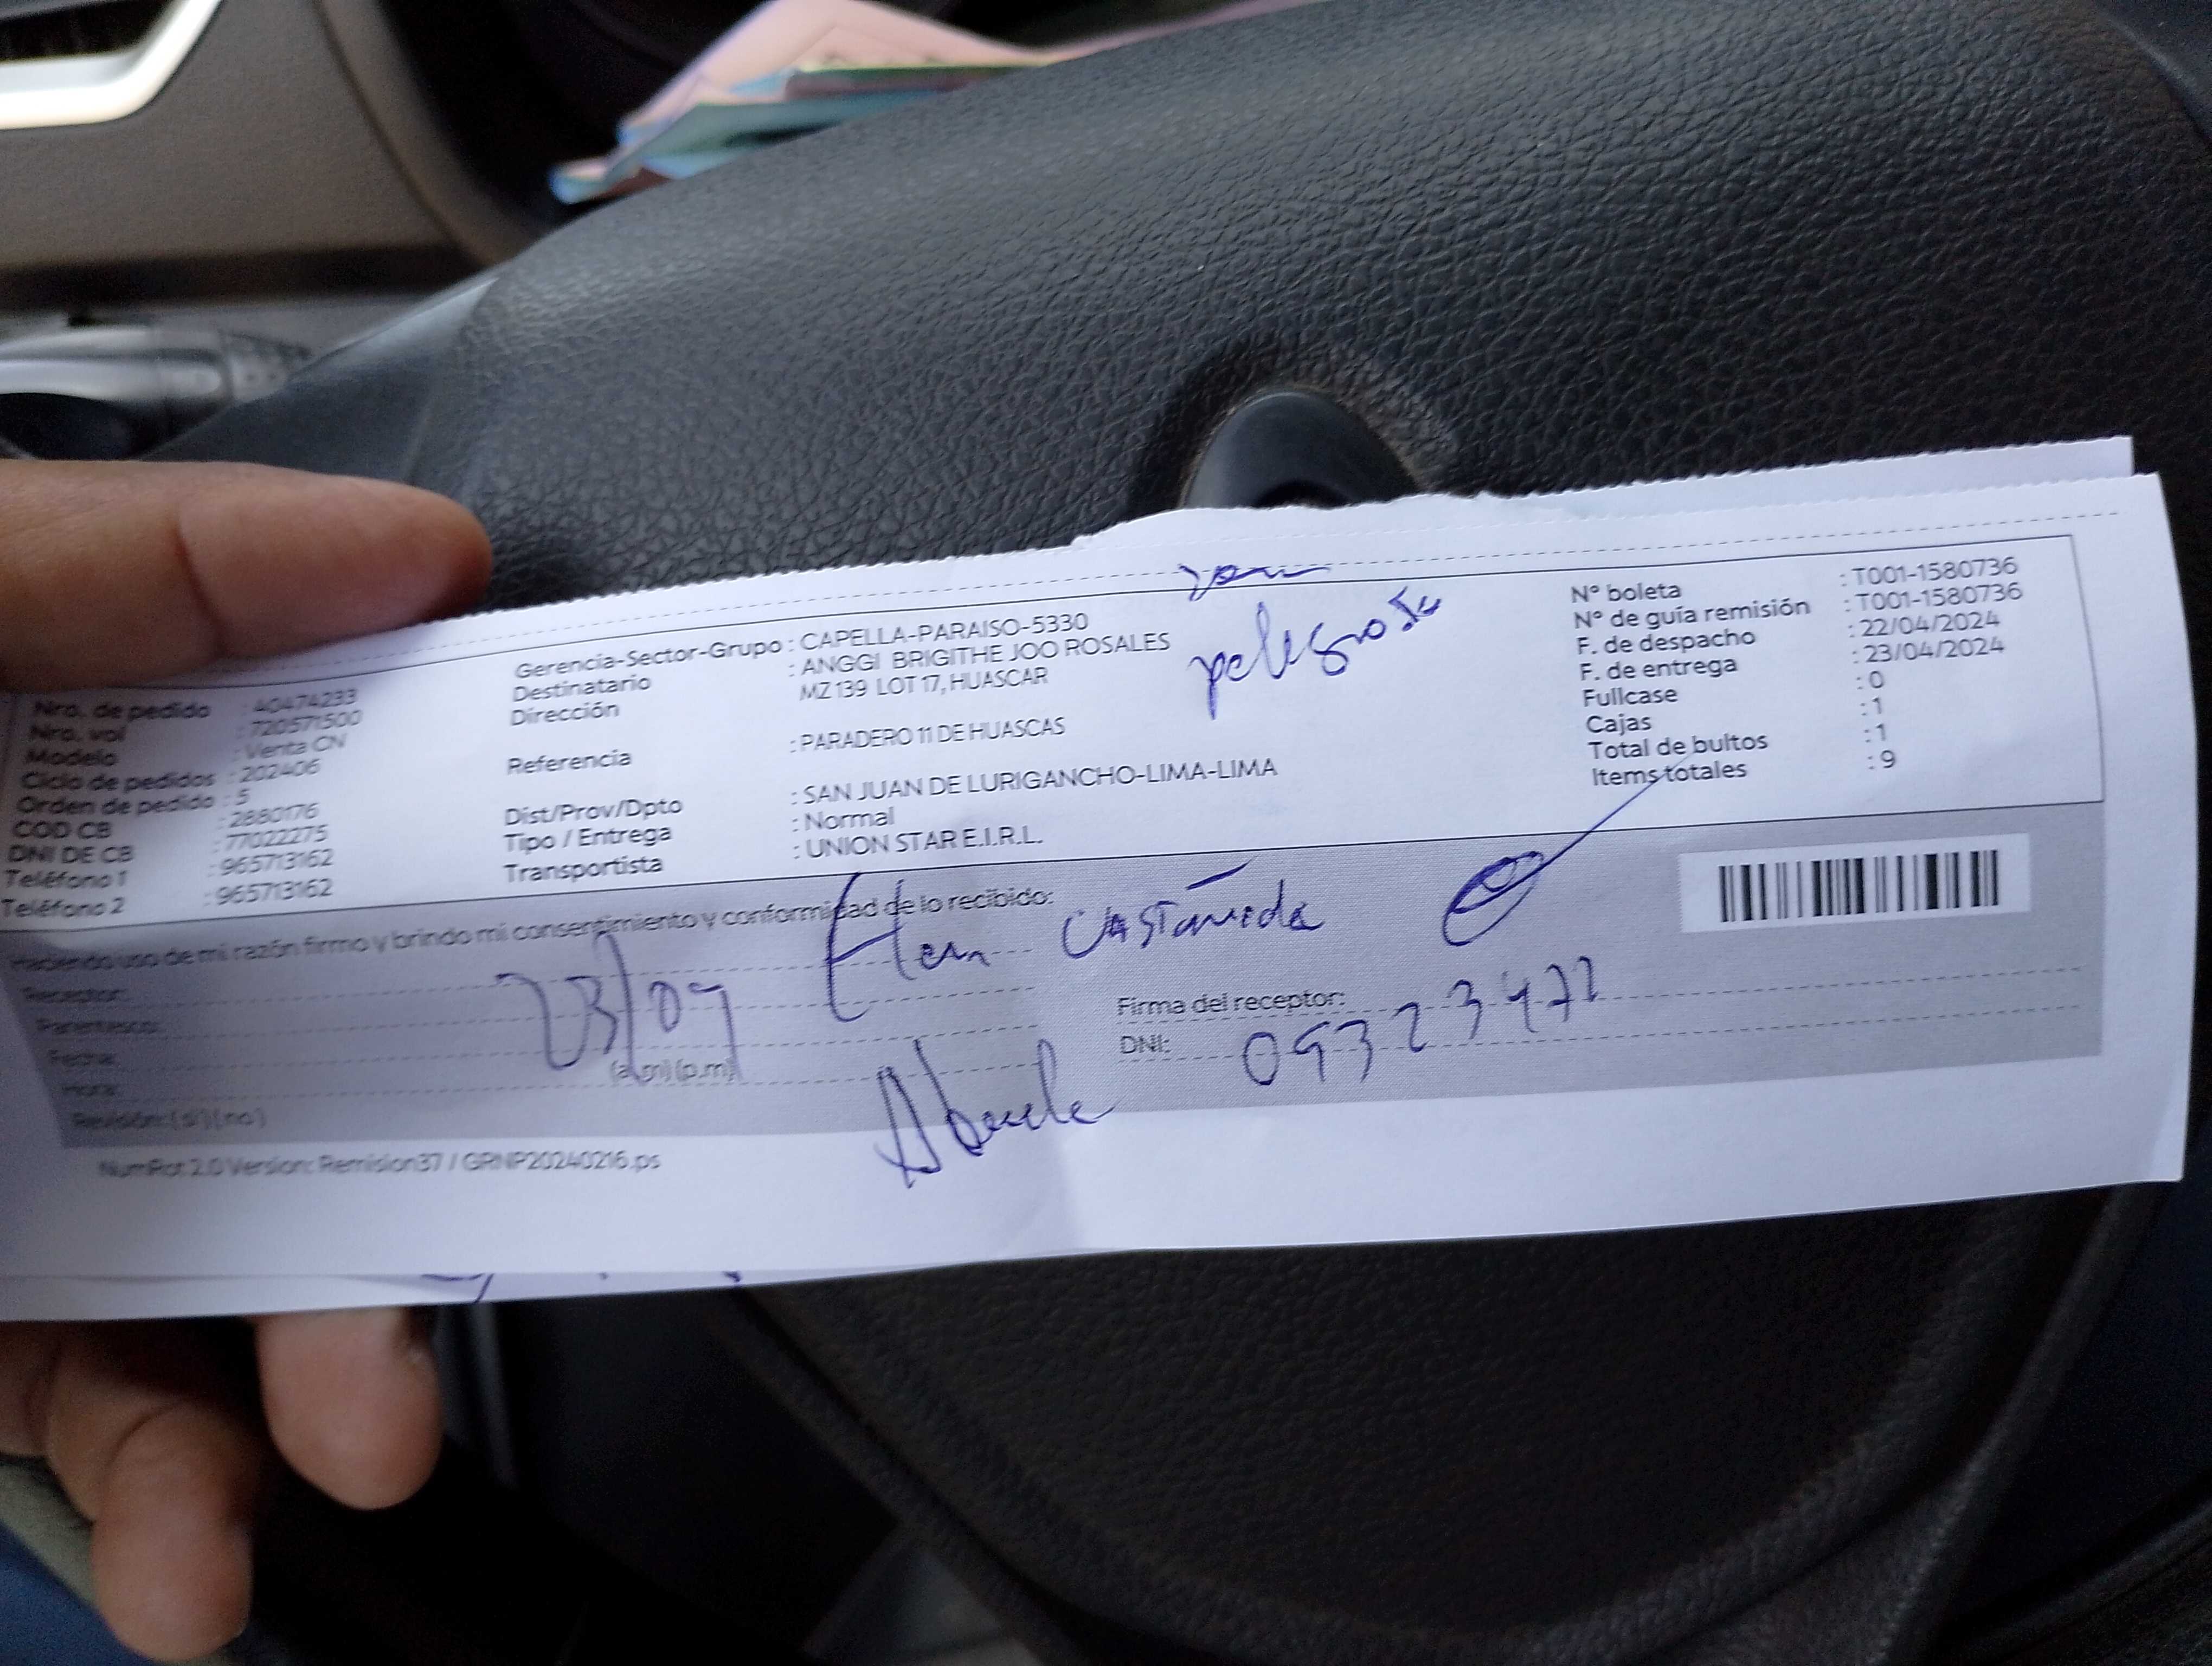 Nro. de pedido : 40474233
Nro. vol : 720571500
Modelo : Venta CN
Ciclo de pedidos : 202406
Orden de pedido : 5
COD CB : 2880176
DNI DE CB : 77022275
Teléfono 1 : 965713162
Teléfono 2 : 965713162
Gerencia-Sector-Grupo : CAPELLA-PARAISO-5330
Destinatario : ANGGI BRIGITHE JOO ROSALES
Dirección MZ 139 LOT 17, HUASCAR
Referencia : PARADERO 11 DE HUASCAS
Dist/Prov/Dpto : SAN JUAN DE LURIGANCHO-LIMA-LIMA
Tipo / Entrega : Normal
Transportista : UNION STAR E.I.R.L.
N° boleta : T001-1580736
N° de guía remisión : T001-1580736
F. de despacho : 22/04/2024
F. de entrega : 23/04/2024
Fullcase : 0
Cajas : 1
Total de bultos : 1
Items totales : 9
Haciendo uso de mi razón firmo y brindo mi consentimiento y conformidad de lo recibido:
Castañeda
Receptor:
Parentesco:
23/04
Fecha:
Hora: (a.m) (p.m)
Revisión: (si) (no)
Abuela
Firma del receptor:
DNI: 09323472
NumRot 2.0 Version: Remision37 / GRNP20240216.ps